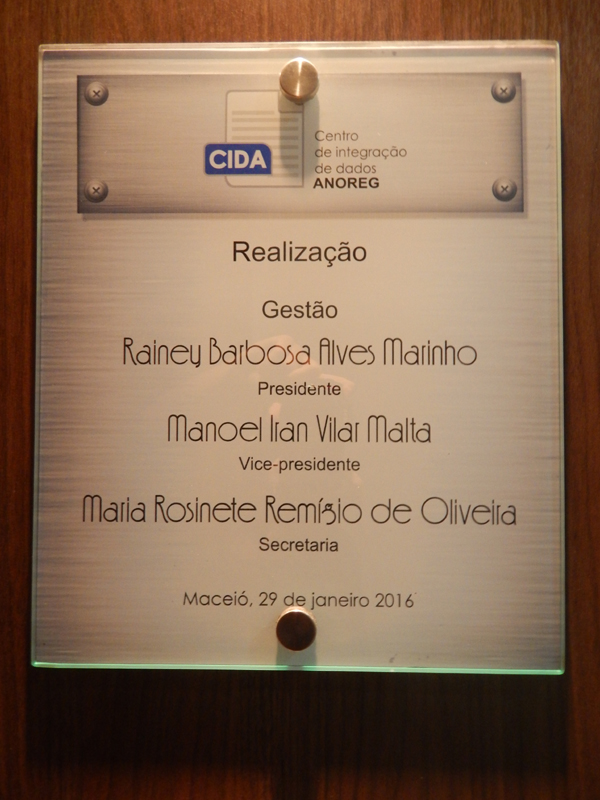 CIDA
Centro
de integração
de dados
ANOREG
Realização
Gestão
Rainey Barbosa Alves Marinho
Presidente
Manoel Iran Vilar Malta
Vice-presidente
Maria Rosinete Remígio de Oliveira
Secretaria
Maceió, 29 de janeiro 2016